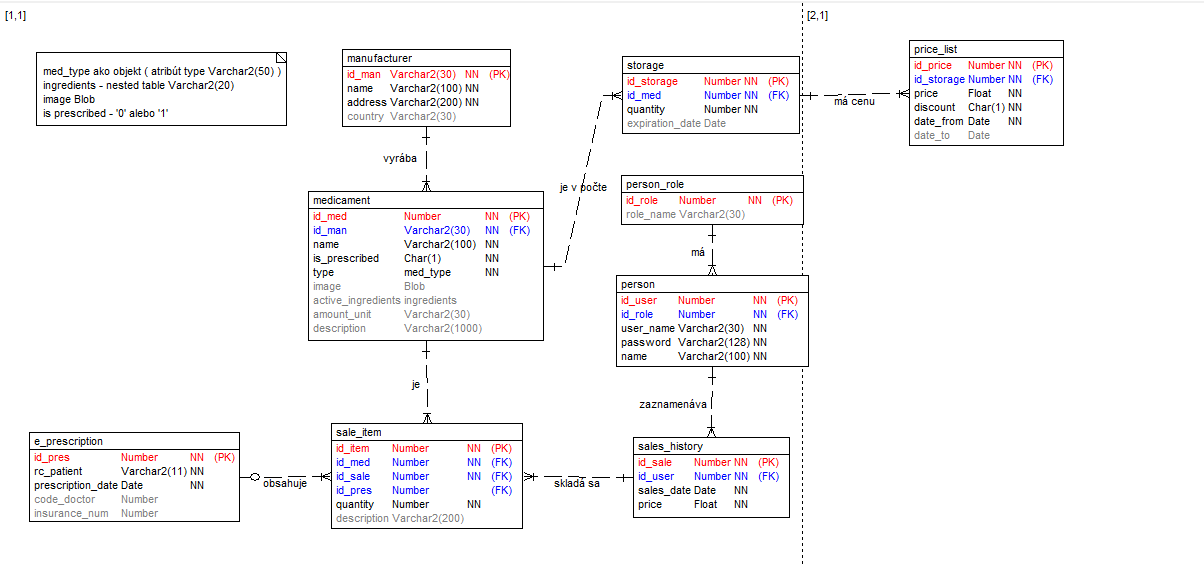 [1,1]
[2,1]
med_type ako objekt ( atribút type Varchar2(50) )
ingredients - nested table Varchar2(20)
image Blob
is prescribed - '0' alebo '1'
manufacturer
id_man Varchar2(30) NN (PK)
name Varchar2(100) NN
address Varchar2(200) NN
country Varchar2(30)
storage
id_storage Number NN (PK)
id_med Number NN (FK)
quantity Number NN
expiration_date Date
price_list
id_price Number NN (PK)
id_storage Number NN (FK)
price Float NN
discount Char(1) NN
date_from Date NN
date_to Date
má cenu
vyrába
je v počte
medicament
id_med Number NN (PK)
id_man Varchar2(30) NN (FK)
name Varchar2(100) NN
is_prescribed Char(1) NN
type med_type NN
image Blob
active_ingredients ingredients
amount_unit Varchar2(30)
description Varchar2(1000)
person_role
id_role Number NN (PK)
role_name Varchar2(30)
má
person
id_user Number NN (PK)
id_role Number NN (FK)
user_name Varchar2(30) NN
password Varchar2(128) NN
name Varchar2(100) NN
je
zaznamenáva
e_prescription
id_pres Number NN (PK)
rc_patient Varchar2(11) NN
prescription_date Date NN
code_doctor Number
insurance_num Number
obsahuje
sale_item
id_item Number NN (PK)
id_med Number NN (FK)
id_sale Number NN (FK)
id_pres Number (FK)
quantity Number NN
description Varchar2(200)
skladá sa
sales_history
id_sale Number NN (PK)
id_user Number NN (FK)
sales_date Date NN
price Float NN